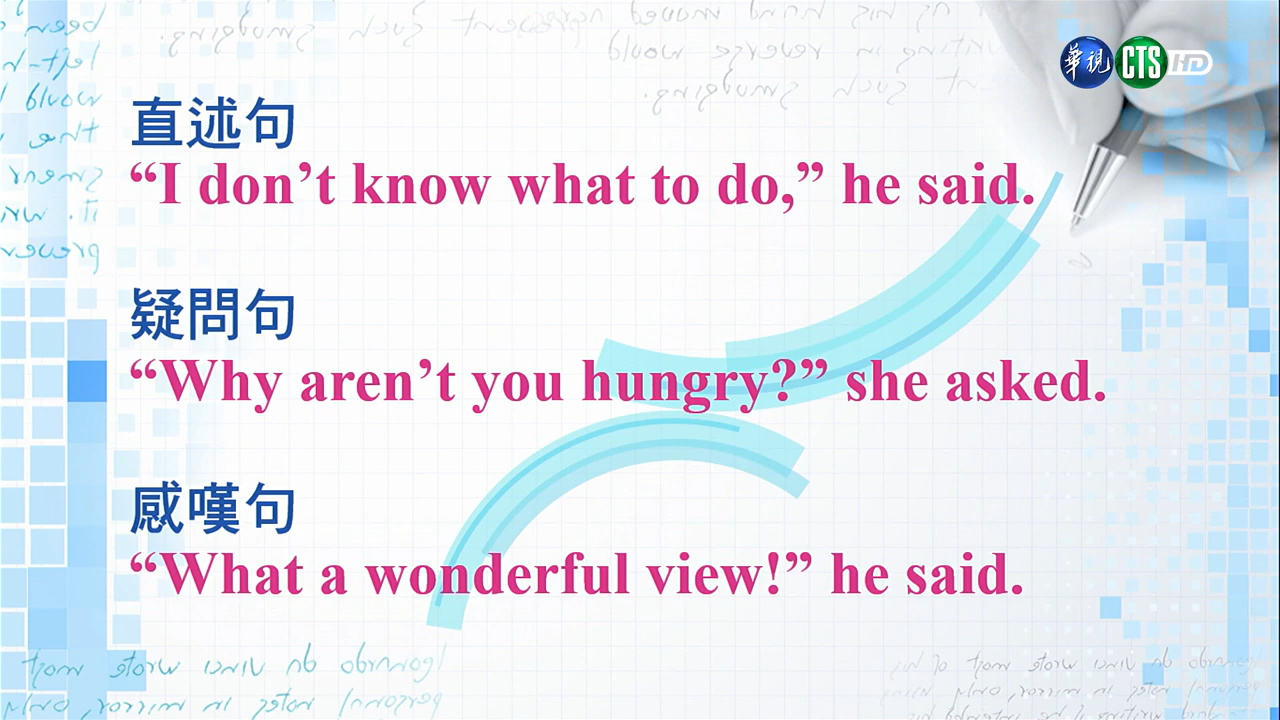 華視 CTS HD
直述句
“I don’t know what to do,” he said.
疑問句
“Why aren’t you hungry?” she asked.
感嘆句
“What a wonderful view!” he said.